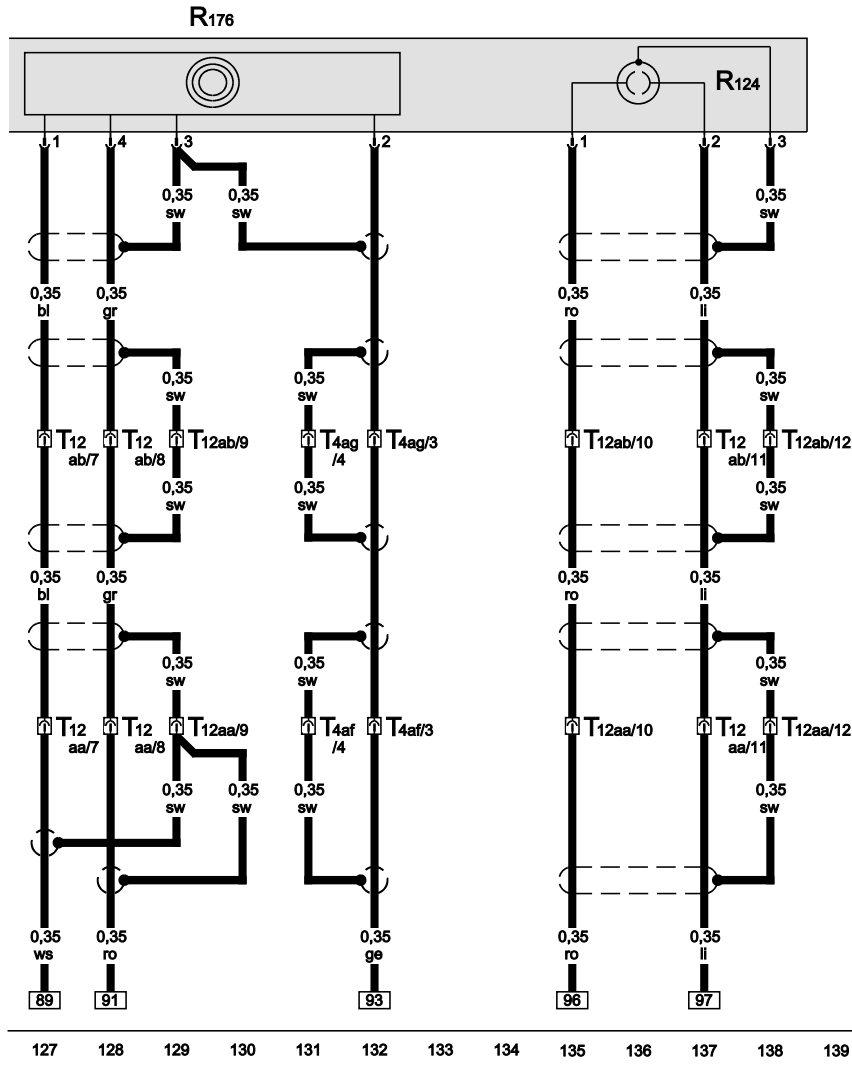 R176
R124
1 4 3 2 1 2 3
0,35 0,35 0,35
sw sw sw
0,35 0,35 0,35 0,35
bl gr ro li
0,35 0,35 0,35
sw sw sw
T12 T12 T12ab/9 T4ag T4ag/3 T12ab/10 T12 T12ab/12
ab/7 ab/8 /4 ab/11
0,35 0,35 0,35
sw sw sw
0,35 0,35 0,35 0,35
bl gr ro li
0,35 0,35 0,35
sw sw sw
T12 T12 T12aa/9 T4af T4af/3 T12aa/10 T12 T12aa/12
aa/7 aa/8 /4 aa/11
0,35 0,35 0,35 0,35
sw sw sw sw
0,35 0,35 0,35 0,35 0,35
ws ro ge ro li
89 91 93 96 97
127 128 129 130 131 132 133 134 135 136 137 138 139